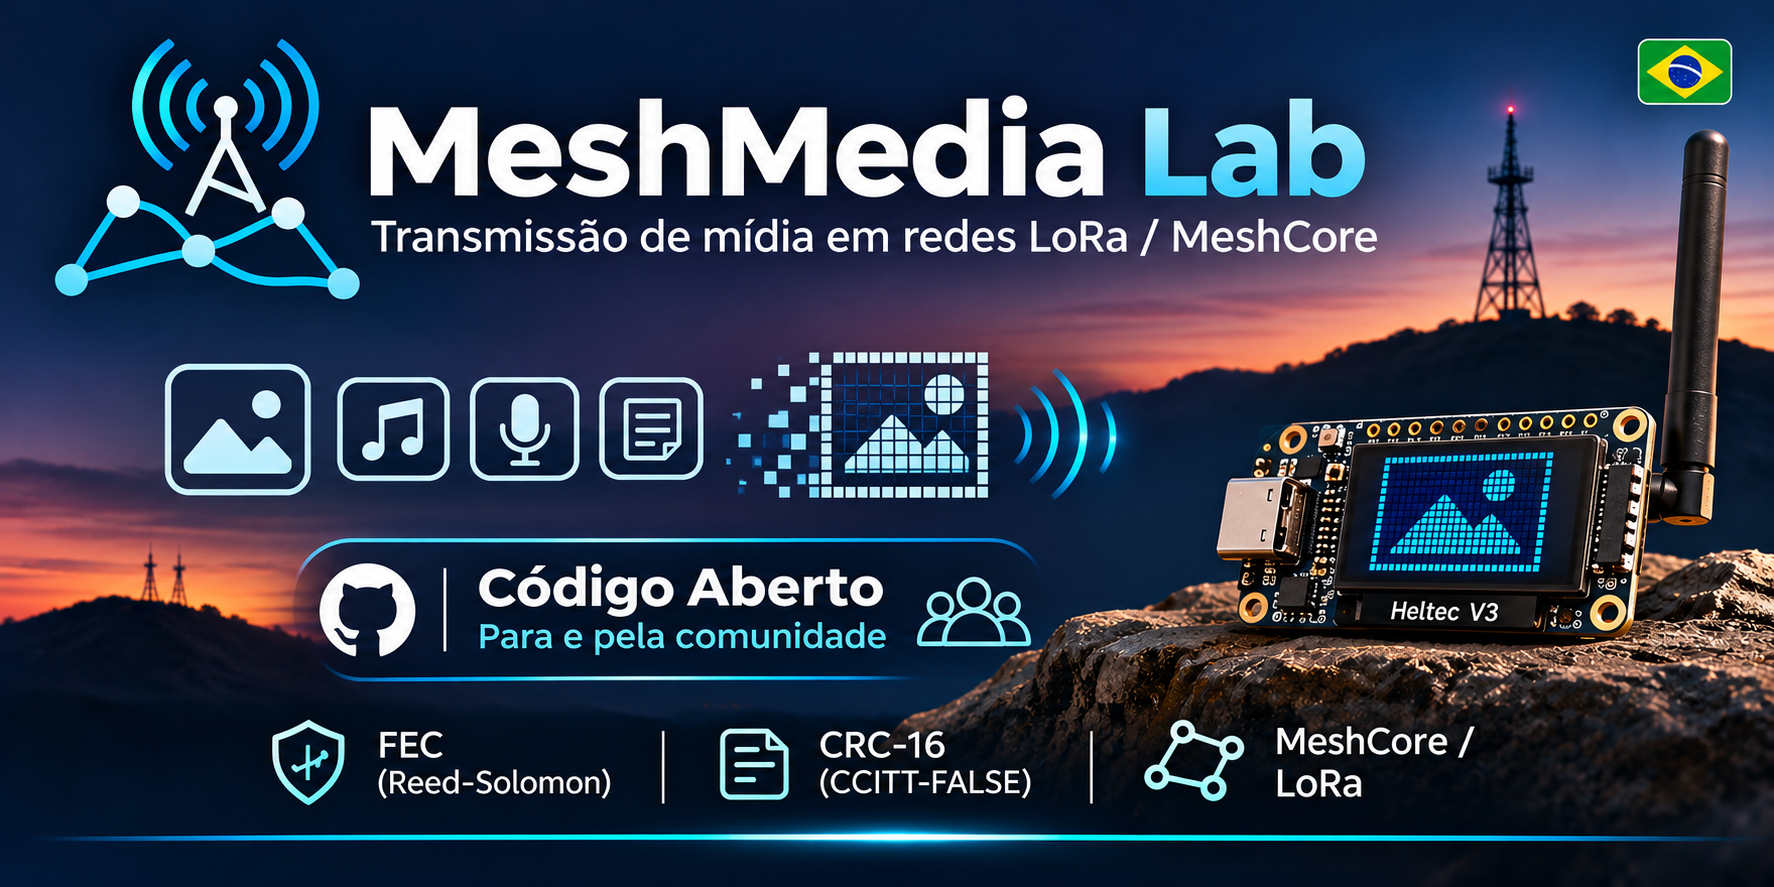 MeshMedia Lab
Transmissão de mídia em redes LoRa / MeshCore
Código Aberto
Para e pela comunidade
Heltec V3
FEC
(Reed-Solomon)
CRC-16
(CCITT-FALSE)
MeshCore /
LoRa